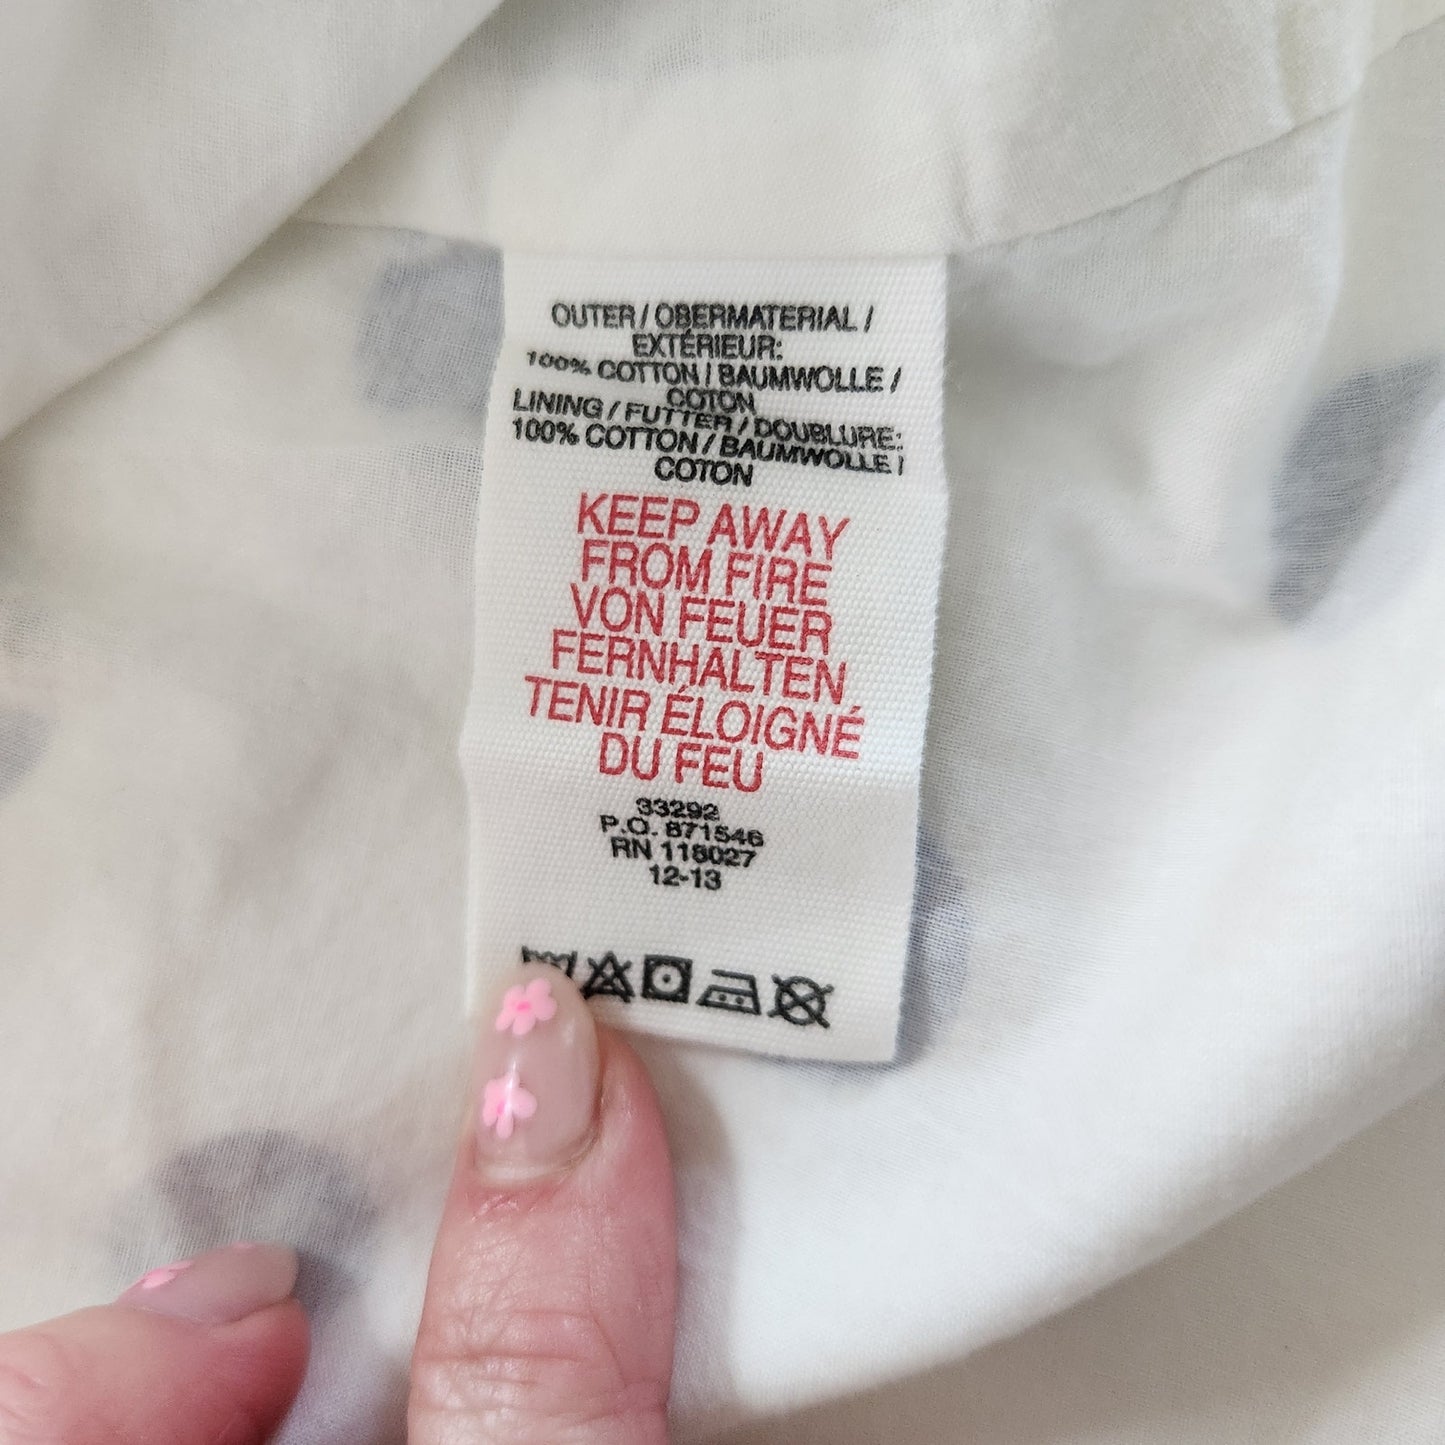 OUTER / OBERMATERIAL /
EXTÉRIEUR:
100% COTTON / BAUMWOLLE /
COTON
LINING / FUTTER / DOUBLURE:
100% COTTON / BAUMWOLLE /
COTON
KEEP AWAY
FROM FIRE
VON FEUER
FERNHALTEN
TENIR ÉLOIGNÉ
DU FEU
33292
P.O. 871546
RN 118027
12-13